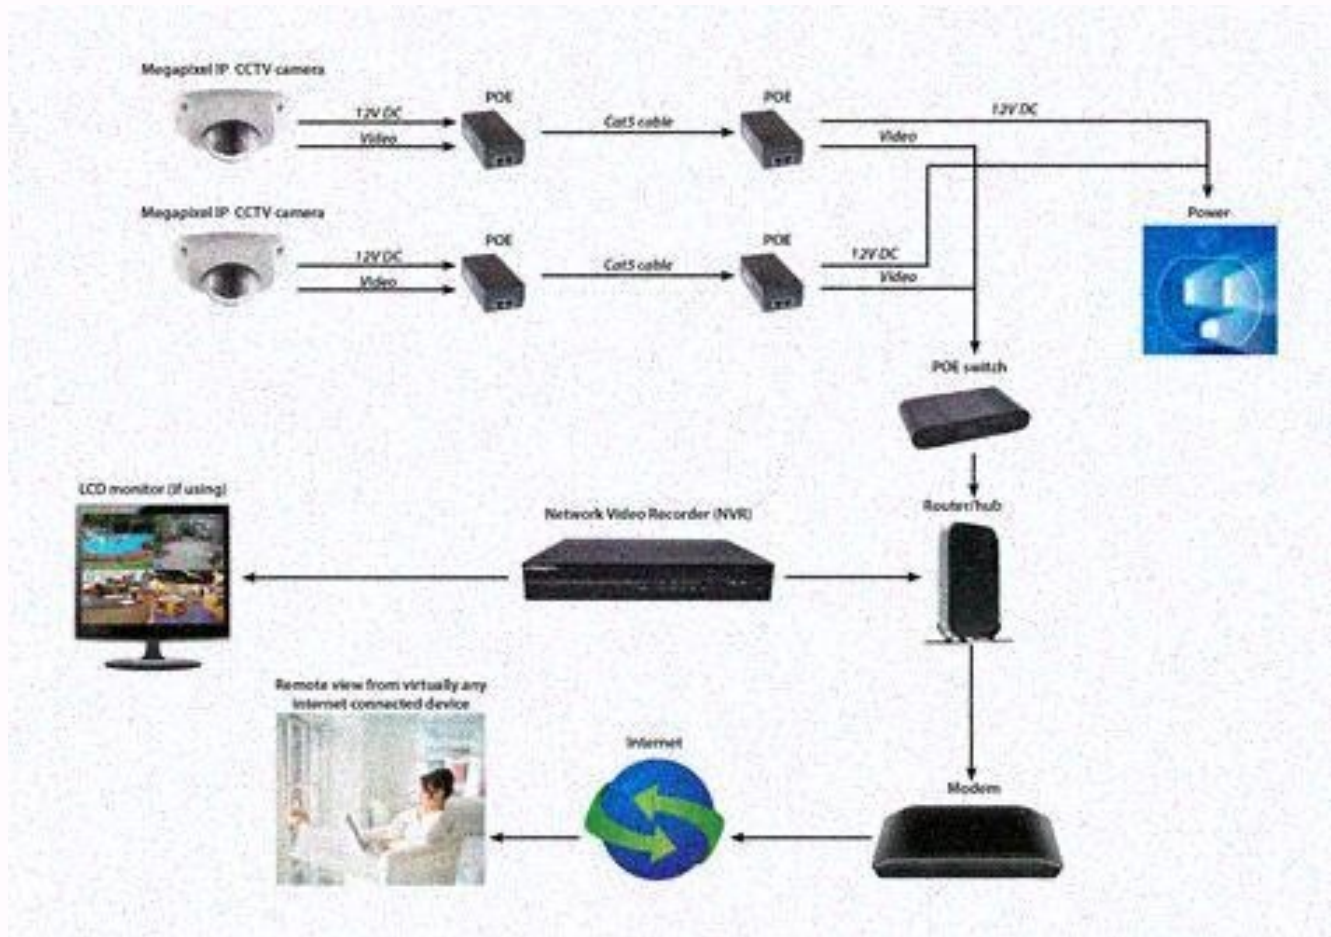 Megapixel IP CCTV camera
POE
POE
12V DC
12V DC
Cat5 cable
Video
Video
Megapixel IP CCTV camera
Power
POE
POE
12V DC
12V DC
Cat5 cable
Video
Video
POE switch
LCD monitor (if using)
Router/hub
Network Video Recorder (NVR)
Remote view from virtually any
internet connected device
Internet
Modem